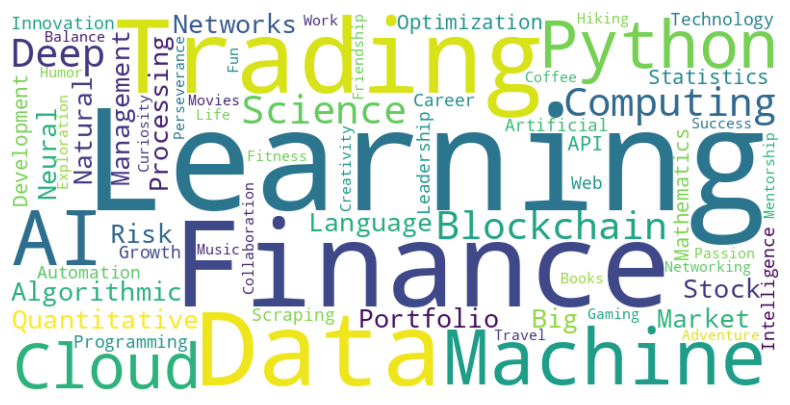 Innovation
Balance
Deep
Humor
Trading
Networks
Work
Optimization
Hiking
Technology
Python
Statistics
Coffee
Friendship
Fun
Perseverance
Processing
Management
Natural
Curiosity
Movies
Life
Science
Career
Computing
Artificial
Success
API
Development
Neural
Exploration
Learning
Fitness
Creativity
Leadership
Web
Mathematics
Mentorship
AI
Risk
Growth
Music
Collaboration
Language
Blockchain
Finance
Passion
Networking
Intelligence
Automation
Algorithmic
Books
Stock
Quantitative
Scraping
Portfolio
Big
Gaming
Market
Programming
Travel
Adventure
Cloud
Data
Machine